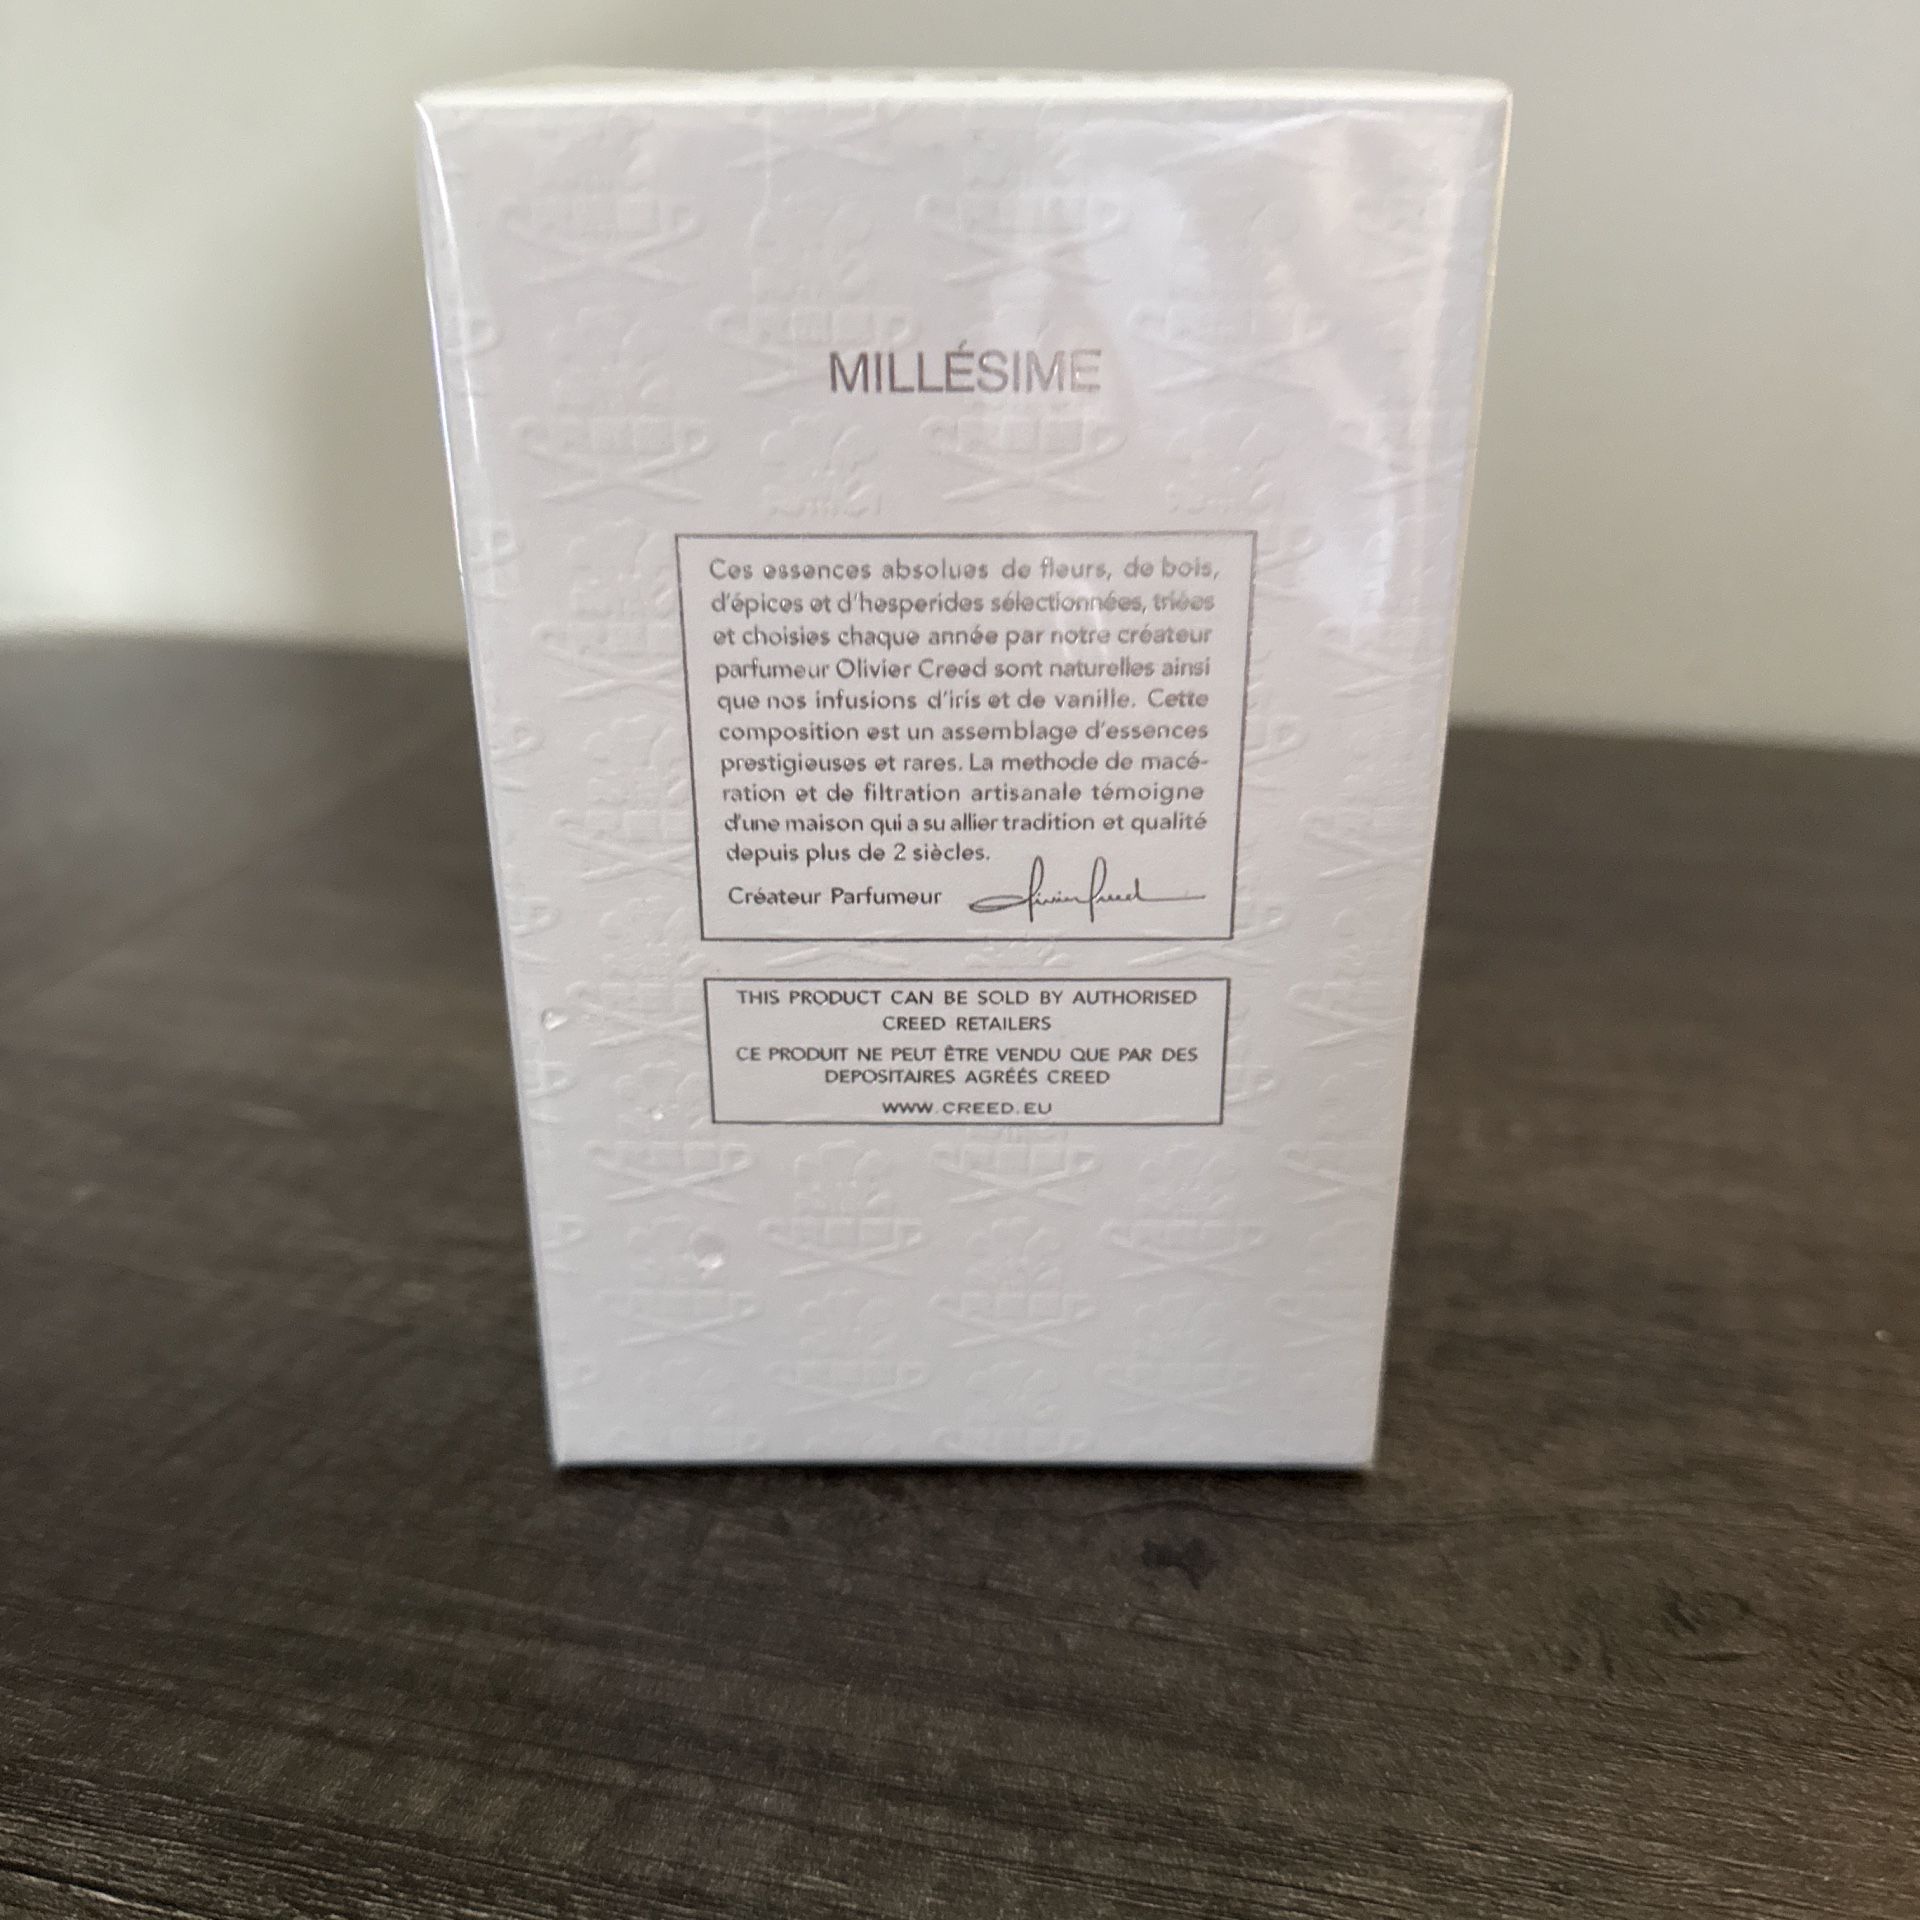 MILLÉSIME
Ces essences absolues de fleurs, de bois,
d'épices et d'hesperides sélectionnées, triées
et choisies chaque année par notre créateur
parfumeur Olivier Creed sont naturelles ainsi
que nos infusions d'iris et de vanille. Cette
composition est un assemblage d'essences
prestigieuses et rares. La methode de macé-
ration et de filtration artisanale témoigne
d'une maison qui a su allier tradition et qualité
depuis plus de 2 siècles.
Créateur Parfumeur Olivier Creed
THIS PRODUCT CAN BE SOLD BY AUTHORISED
CREED RETAILERS
CE PRODUIT NE PEUT ÊTRE VENDU QUE PAR DES
DEPOSITAIRES AGRÉÉS CREED
WWW.CREED.EU